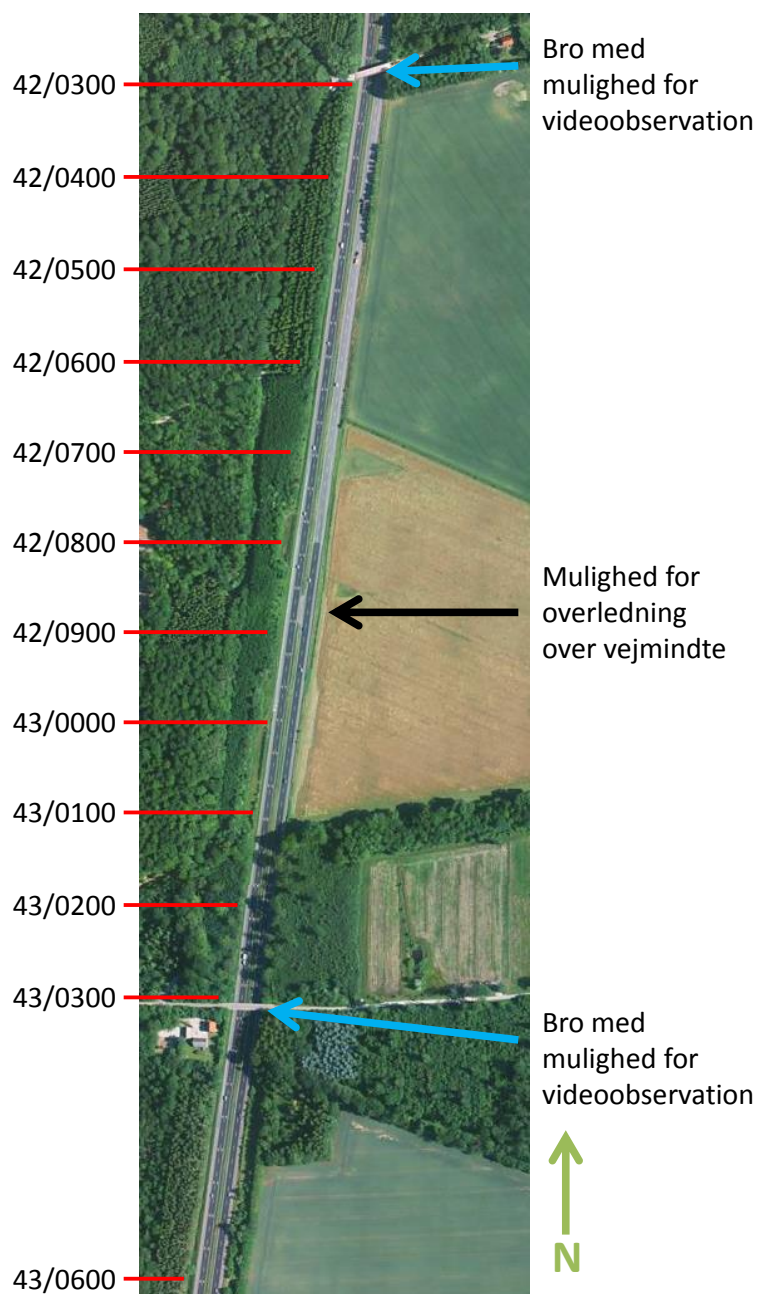 42/0300
42/0400
42/0500
42/0600
42/0700
42/0800
42/0900
43/0000
43/0100
43/0200
43/0300
43/0600
Bro med
mulighed for
videoobservation
Mulighed for
overledning
over vejmindte
Bro med
mulighed for
videoobservation
N